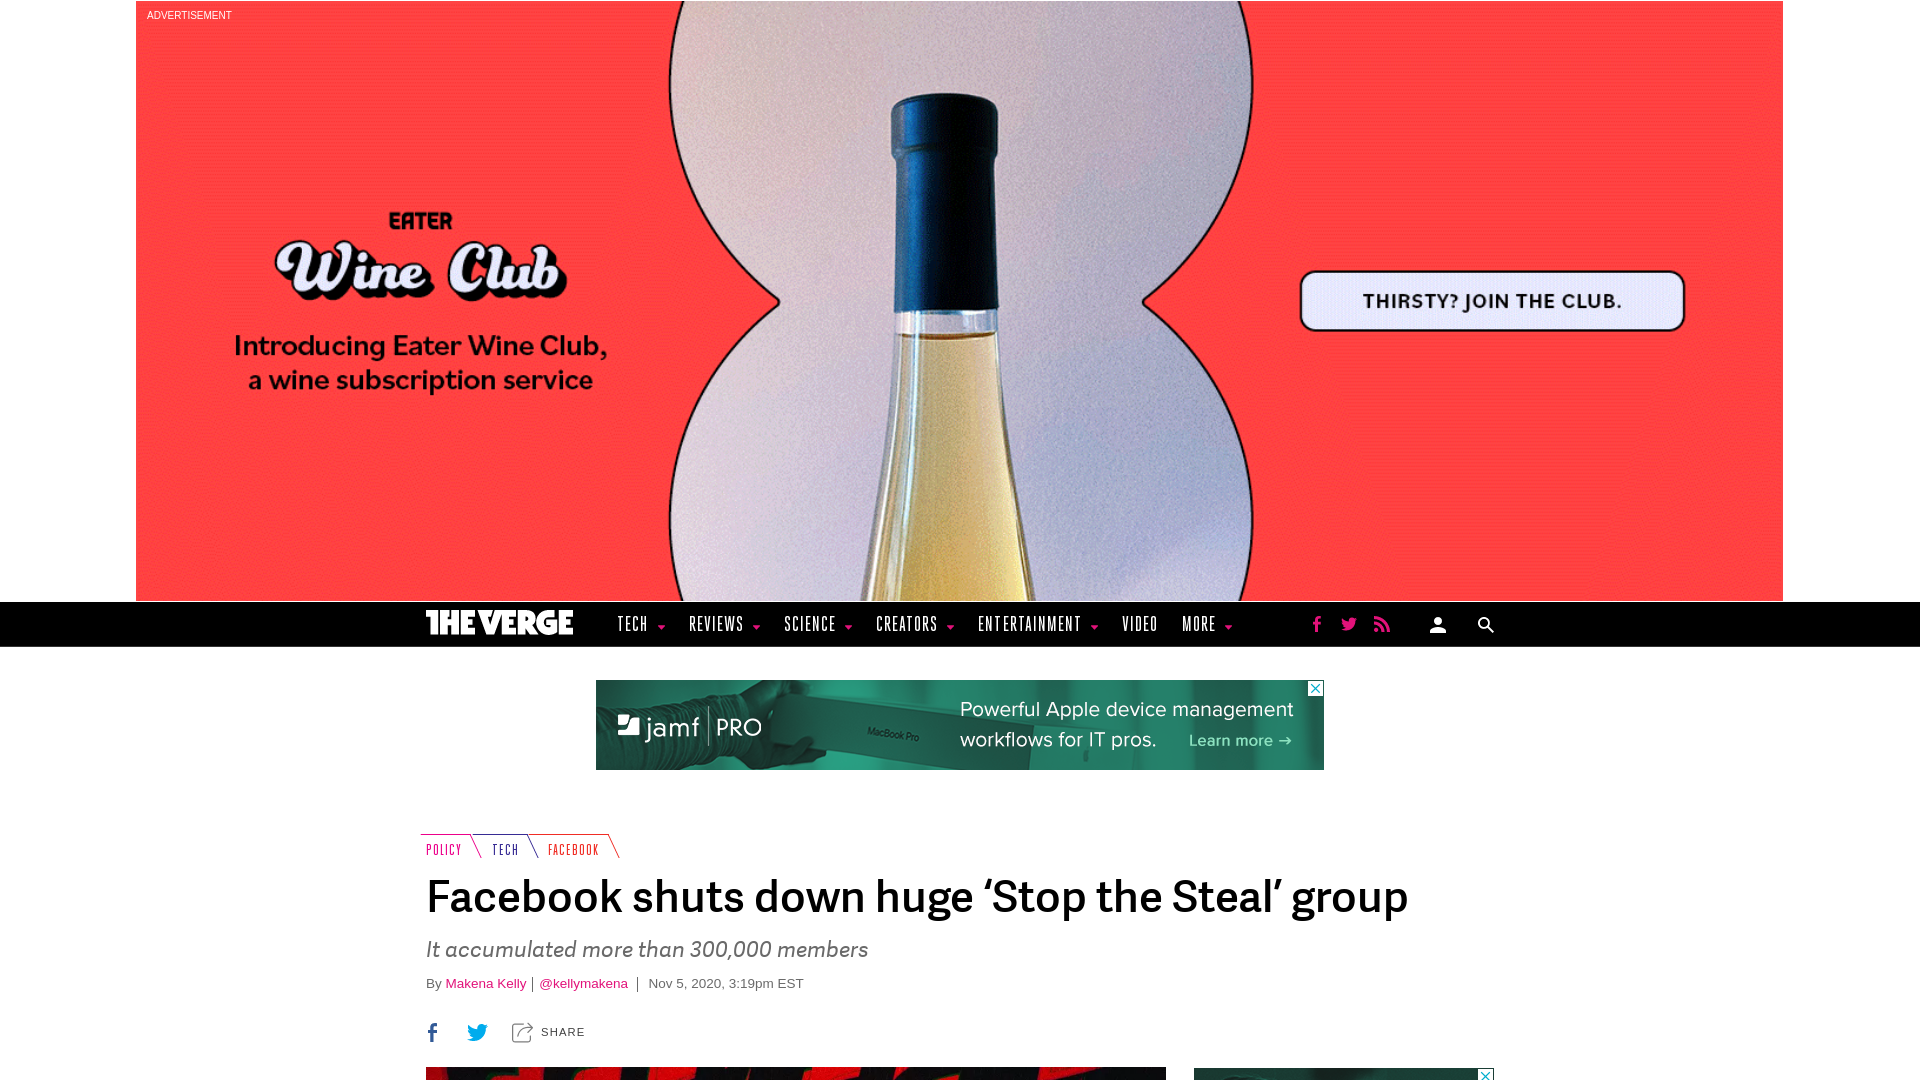 ADVERTISEMENT
EATER
Wine Club
Introducing Eater Wine Club,
a wine subscription service
THIRSTY? JOIN THE CLUB.
THE VERGE TECH REVIEWS SCIENCE CREATORS ENTERTAINMENT VIDEO MORE
jamf PRO
MacBook Pro
Powerful Apple device management
workflows for IT pros. Learn more →
POLICY TECH FACEBOOK
Facebook shuts down huge ‘Stop the Steal’ group
It accumulated more than 300,000 members
By Makena Kelly | @kellymakena | Nov 5, 2020, 3:19pm EST
SHARE